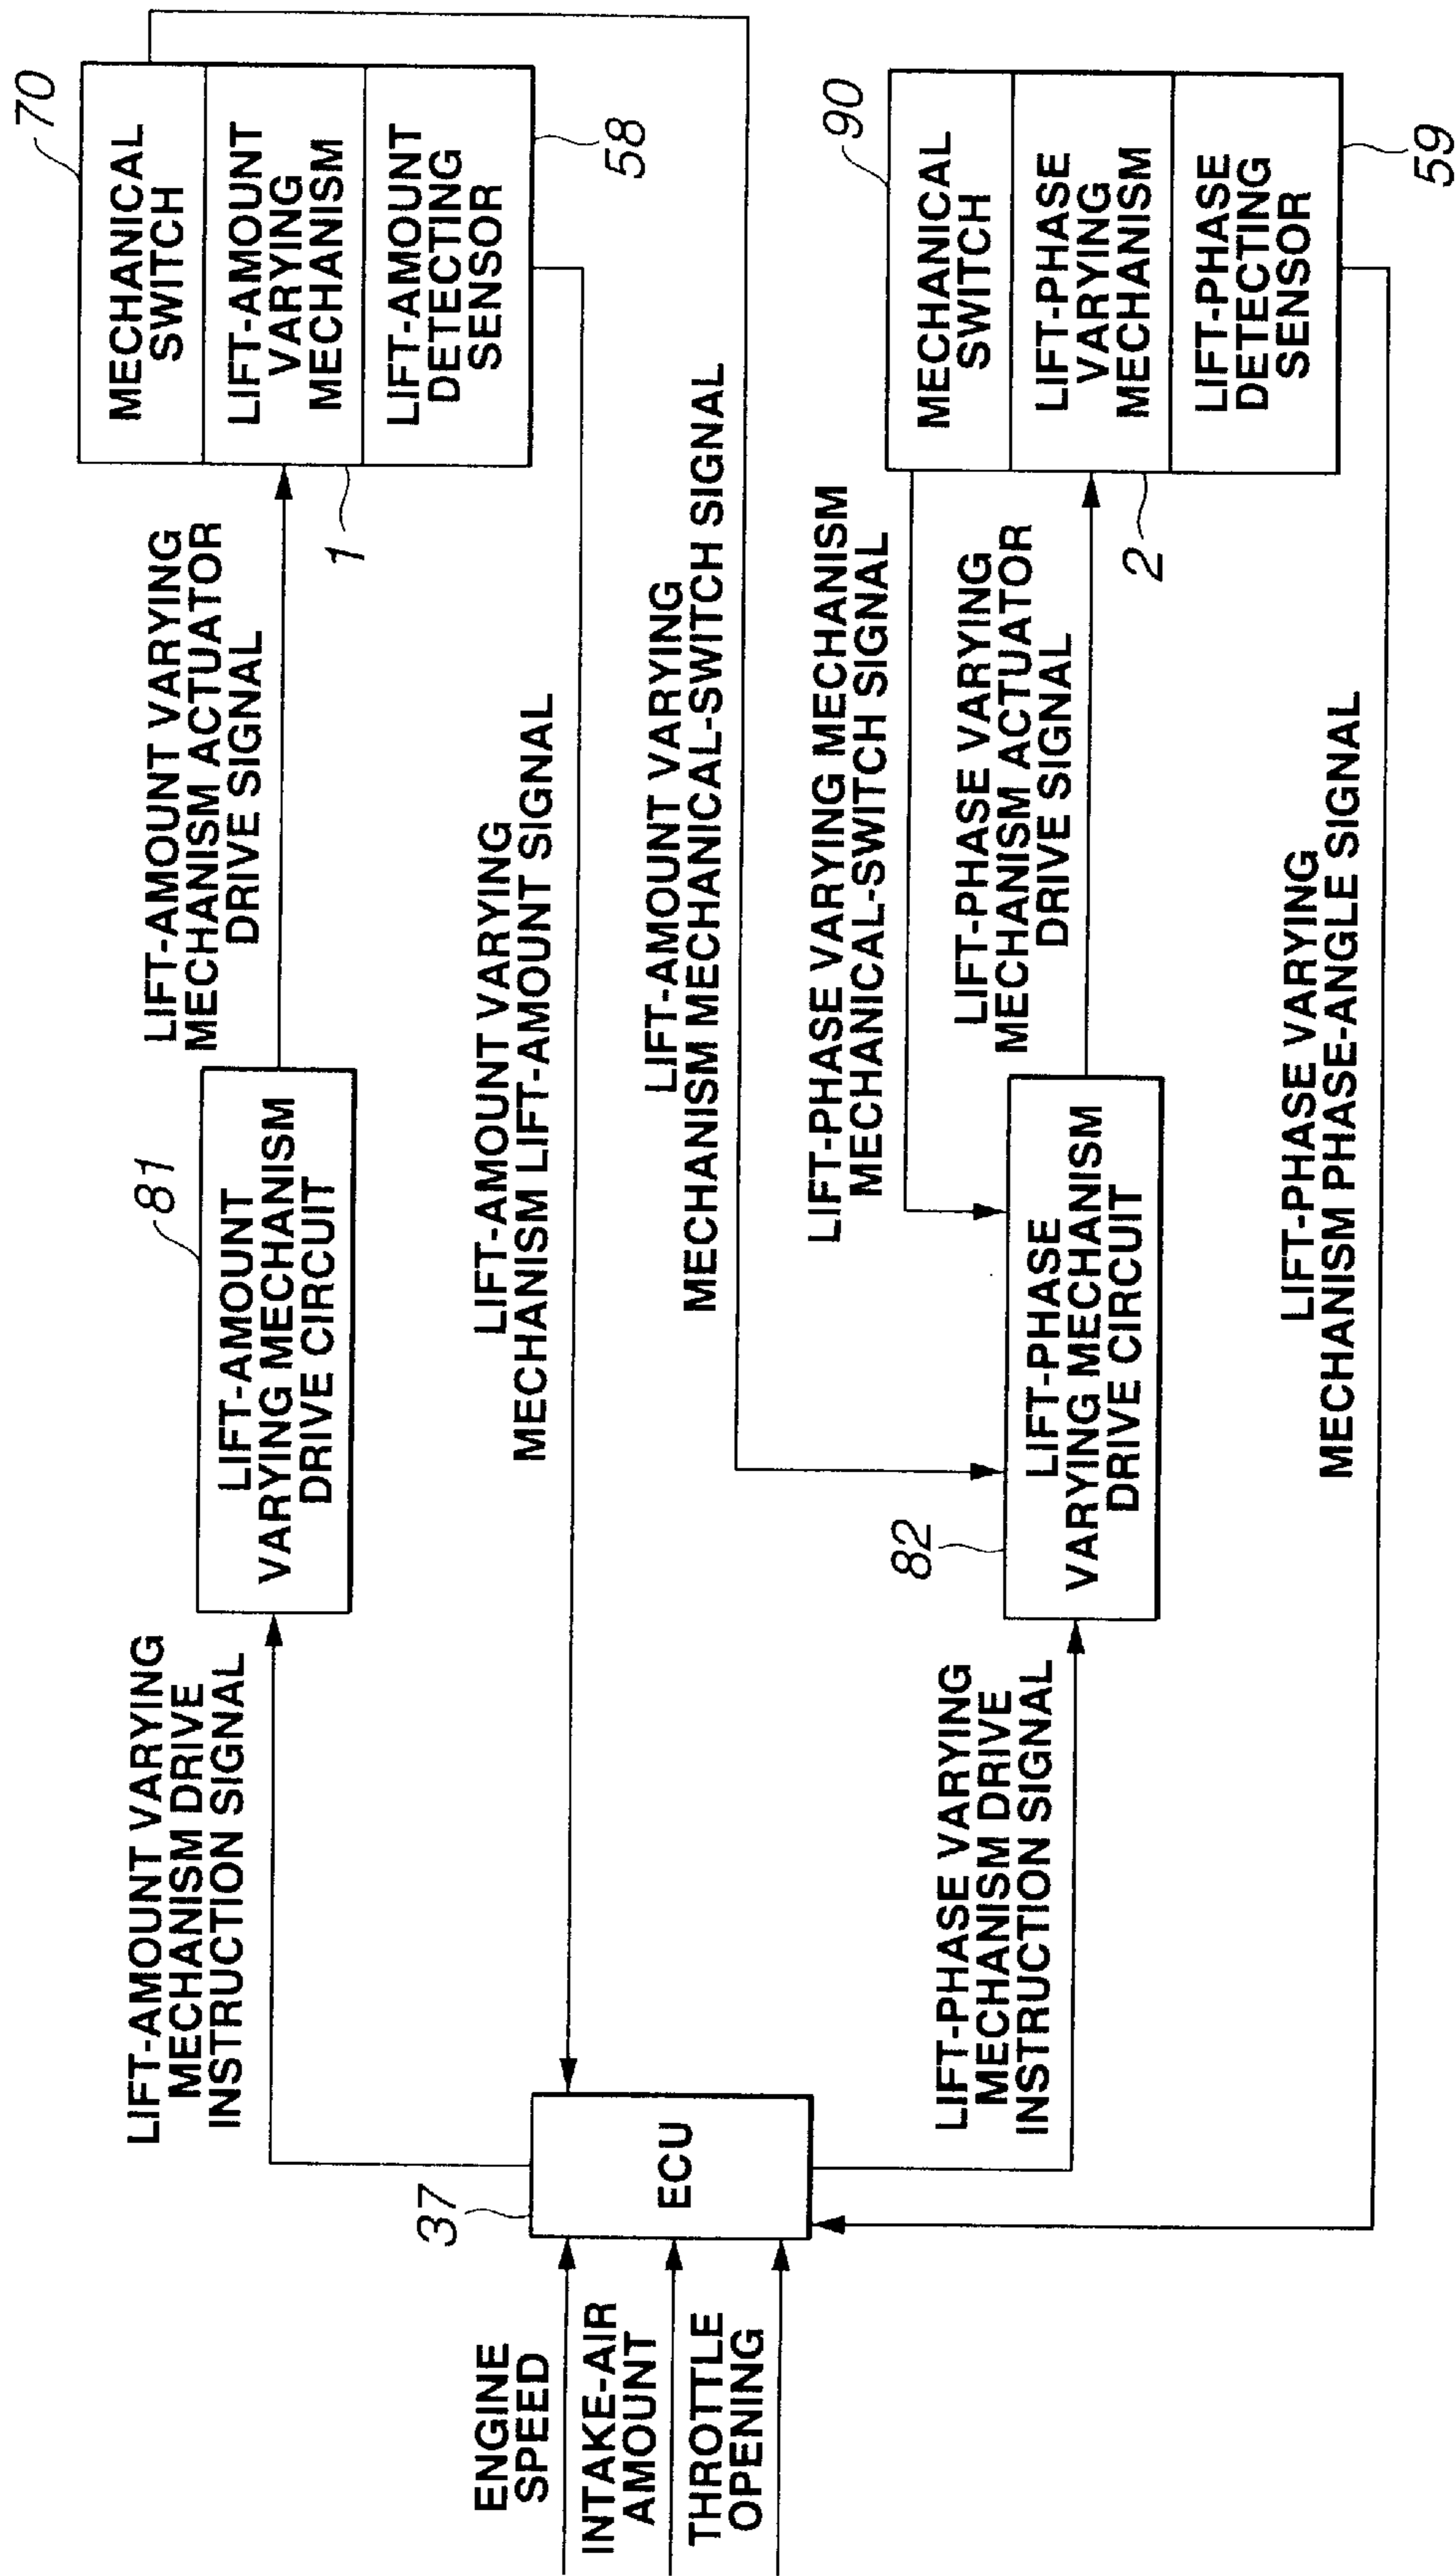 ENGINE
SPEED
INTAKE-AIR
AMOUNT
THROTTLE
OPENING
37
ECU
LIFT-AMOUNT VARYING
MECHANISM DRIVE
INSTRUCTION SIGNAL
81
LIFT-AMOUNT
VARYING MECHANISM
DRIVE CIRCUIT
LIFT-AMOUNT VARYING
MECHANISM ACTUATOR
DRIVE SIGNAL
70
MECHANICAL
SWITCH
LIFT-AMOUNT
VARYING
MECHANISM
LIFT-AMOUNT
DETECTING
SENSOR
1
58
LIFT-AMOUNT VARYING
MECHANISM LIFT-AMOUNT SIGNAL
LIFT-AMOUNT VARYING
MECHANISM MECHANICAL-SWITCH SIGNAL
LIFT-PHASE VARYING MECHANISM
MECHANICAL-SWITCH SIGNAL
LIFT-PHASE VARYING
MECHANISM DRIVE
INSTRUCTION SIGNAL
82
LIFT-PHASE
VARYING MECHANISM
DRIVE CIRCUIT
LIFT-PHASE VARYING
MECHANISM ACTUATOR
DRIVE SIGNAL
90
MECHANICAL
SWITCH
LIFT-PHASE
VARYING
MECHANISM
LIFT-PHASE
DETECTING
SENSOR
2
59
LIFT-PHASE VARYING
MECHANISM PHASE-ANGLE SIGNAL